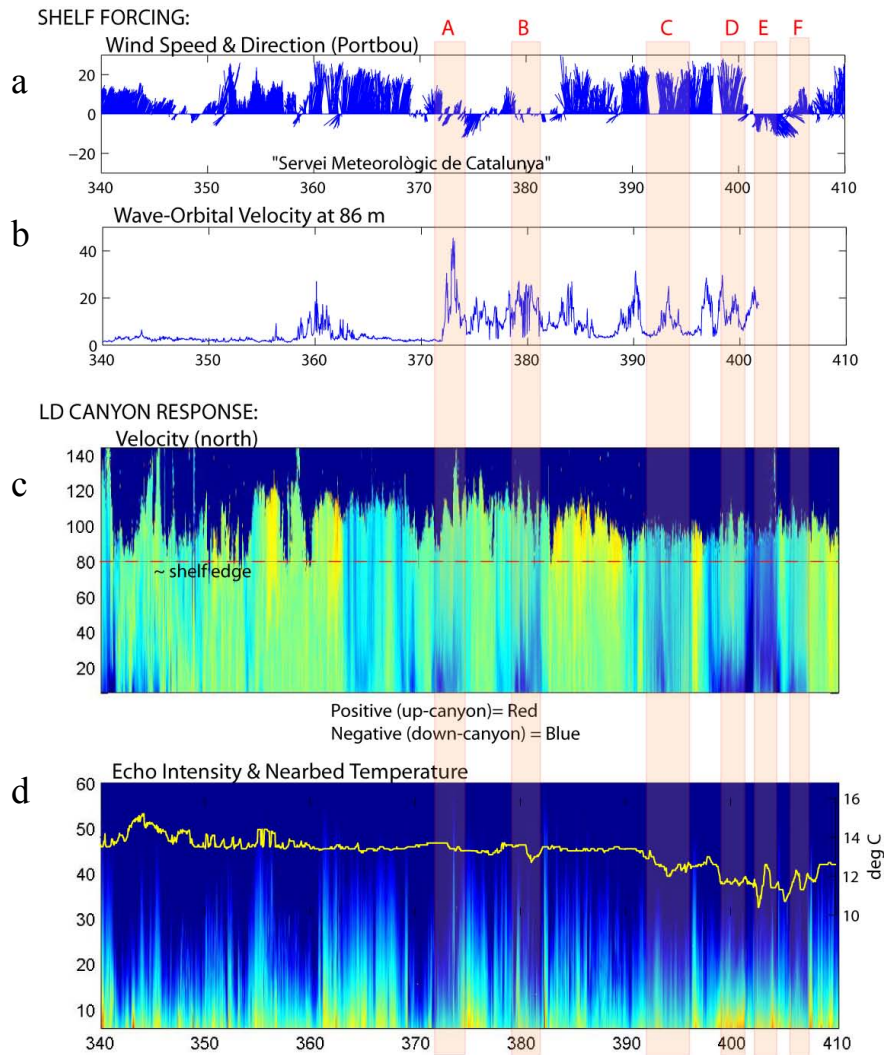 SHELF FORCING:
A B C D E F
Wind Speed & Direction (Portbou)
a
20
0
−20
"Servei Meteorològic de Catalunya"
340 350 360 370 380 390 400 410
b
Wave-Orbital Velocity at 86 m
40
20
0
340 350 360 370 380 390 400 410
LD CANYON RESPONSE:
Velocity (north)
c
140
120
100
80
~ shelf edge
60
40
20
Positive (up-canyon)= Red
Negative (down-canyon) = Blue
d
Echo Intensity & Nearbed Temperature
60
50
40
30
20
10
16
14
12
10
deg C
340 350 360 370 380 390 400 410